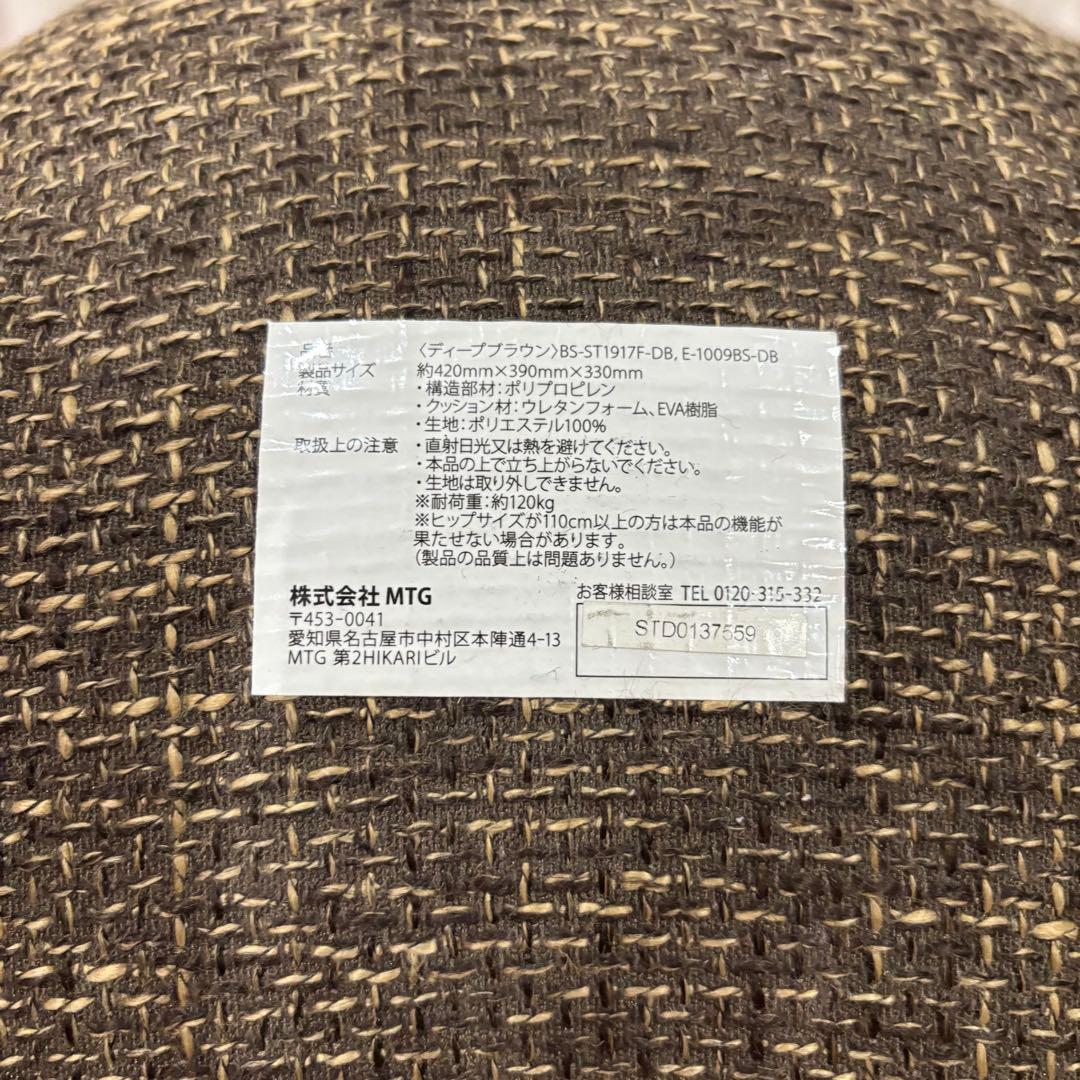 品番 〈ディープブラウン〉BS-ST1917F-DB, E-1009BS-DB
製品サイズ 約420mm×390mm×330mm
材質 ・構造部材：ポリプロピレン
・クッション材：ウレタンフォーム、EVA樹脂
・生地：ポリエステル100%
取扱上の注意 ・直射日光又は熱を避けてください。
・本品の上で立ち上がらないでください。
・生地は取り外しできません。
※耐荷重：約120kg
※ヒップサイズが110cm以上の方は本品の機能が
果たせない場合があります。
（製品の品質上は問題ありません。）
株式会社 MTG
〒453-0041
愛知県名古屋市中村区本陣通4-13
MTG 第2HIKARIビル
お客様相談室 TEL 0120-315-332
STD0137559